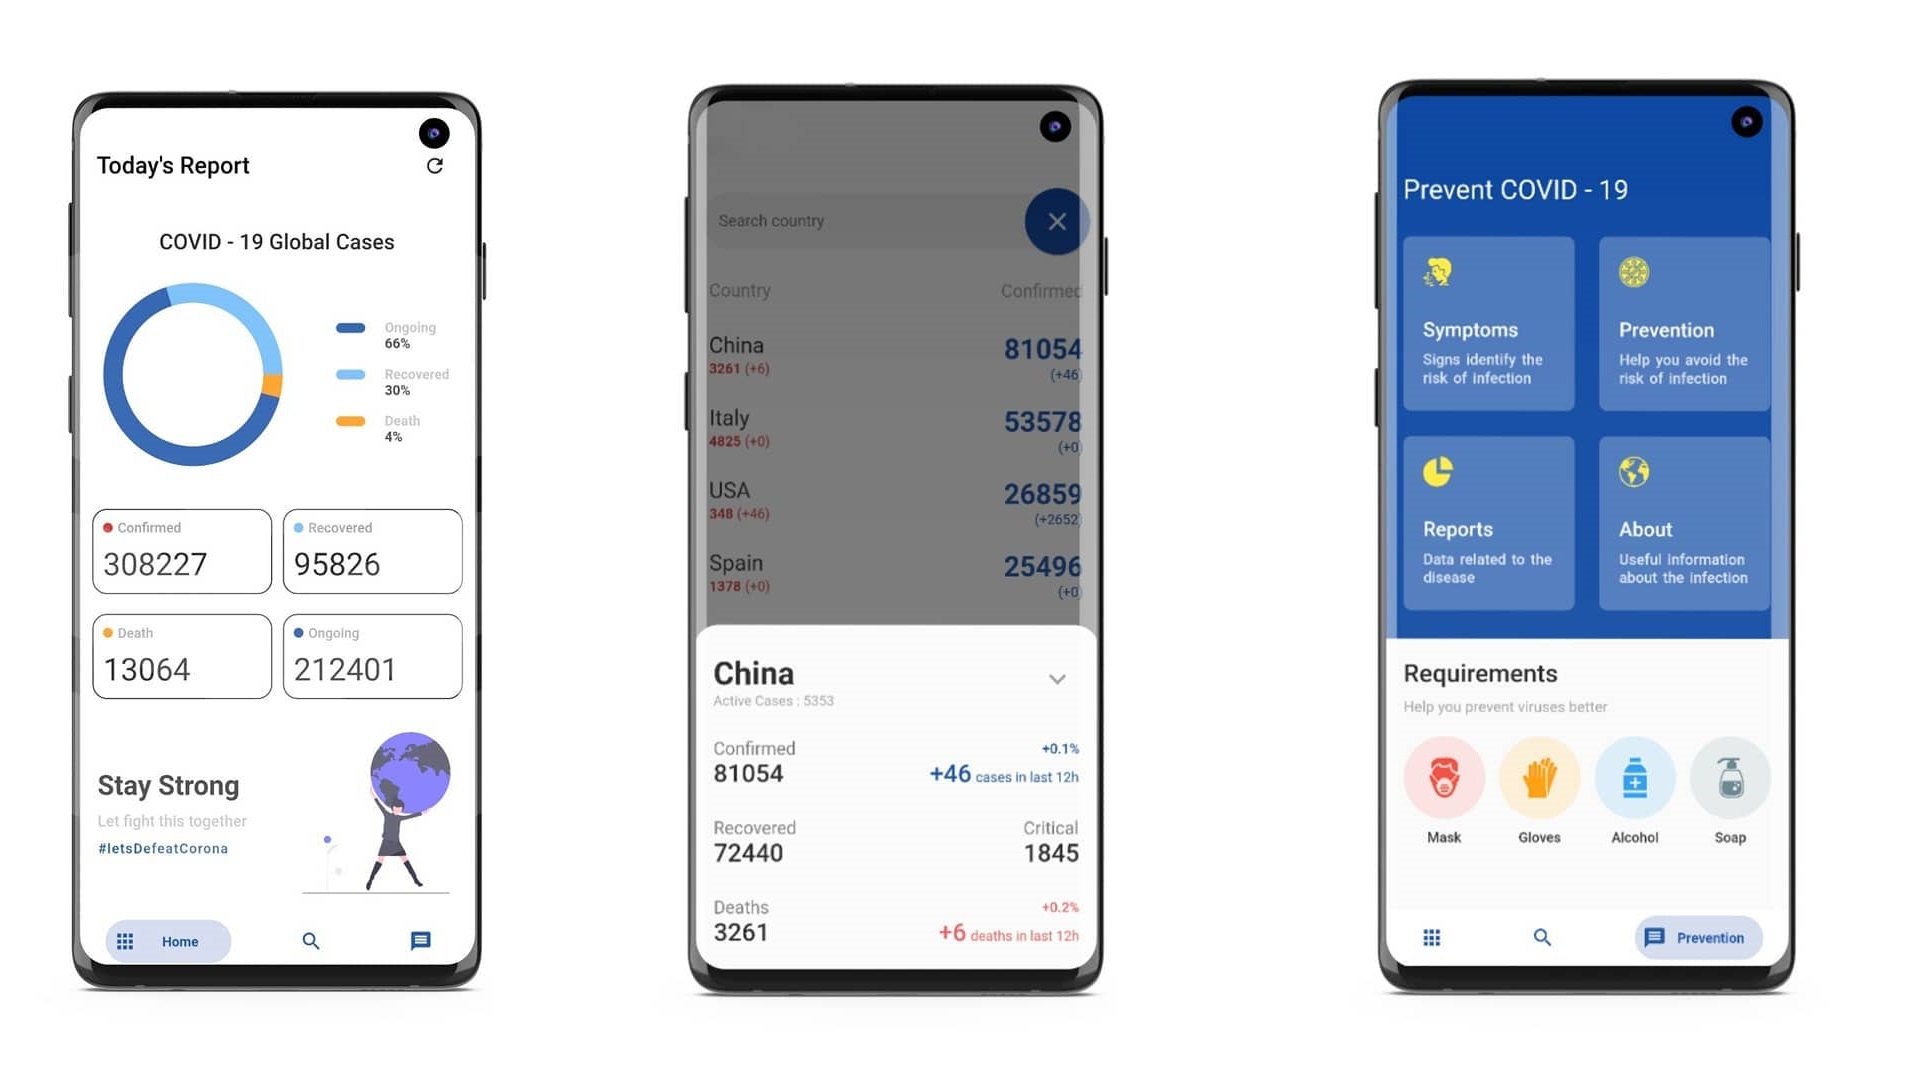 Today's Report
COVID - 19 Global Cases
Ongoing
66%
Recovered
30%
Death
4%
Confirmed
308227
Recovered
95826
Death
13064
Ongoing
212401
Stay Strong
Let fight this together
#letsDefeatCorona
Home
Search country
Country Confirmed
China 81054
3261 (+6) (+46)
Italy 53578
4825 (+0) (+0)
USA 26859
348 (+46) (+2652)
Spain 25496
1378 (+0) (+0)
China
Active Cases : 5353
Confirmed +0.1%
81054 +46 cases in last 12h
Recovered Critical
72440 1845
Deaths +0.2%
3261 +6 deaths in last 12h
Prevent COVID - 19
Symptoms
Signs identify the
risk of infection
Prevention
Help you avoid the
risk of infection
Reports
Data related to the
disease
About
Useful information
about the infection
Requirements
Help you prevent viruses better
Mask Gloves Alcohol Soap
Prevention